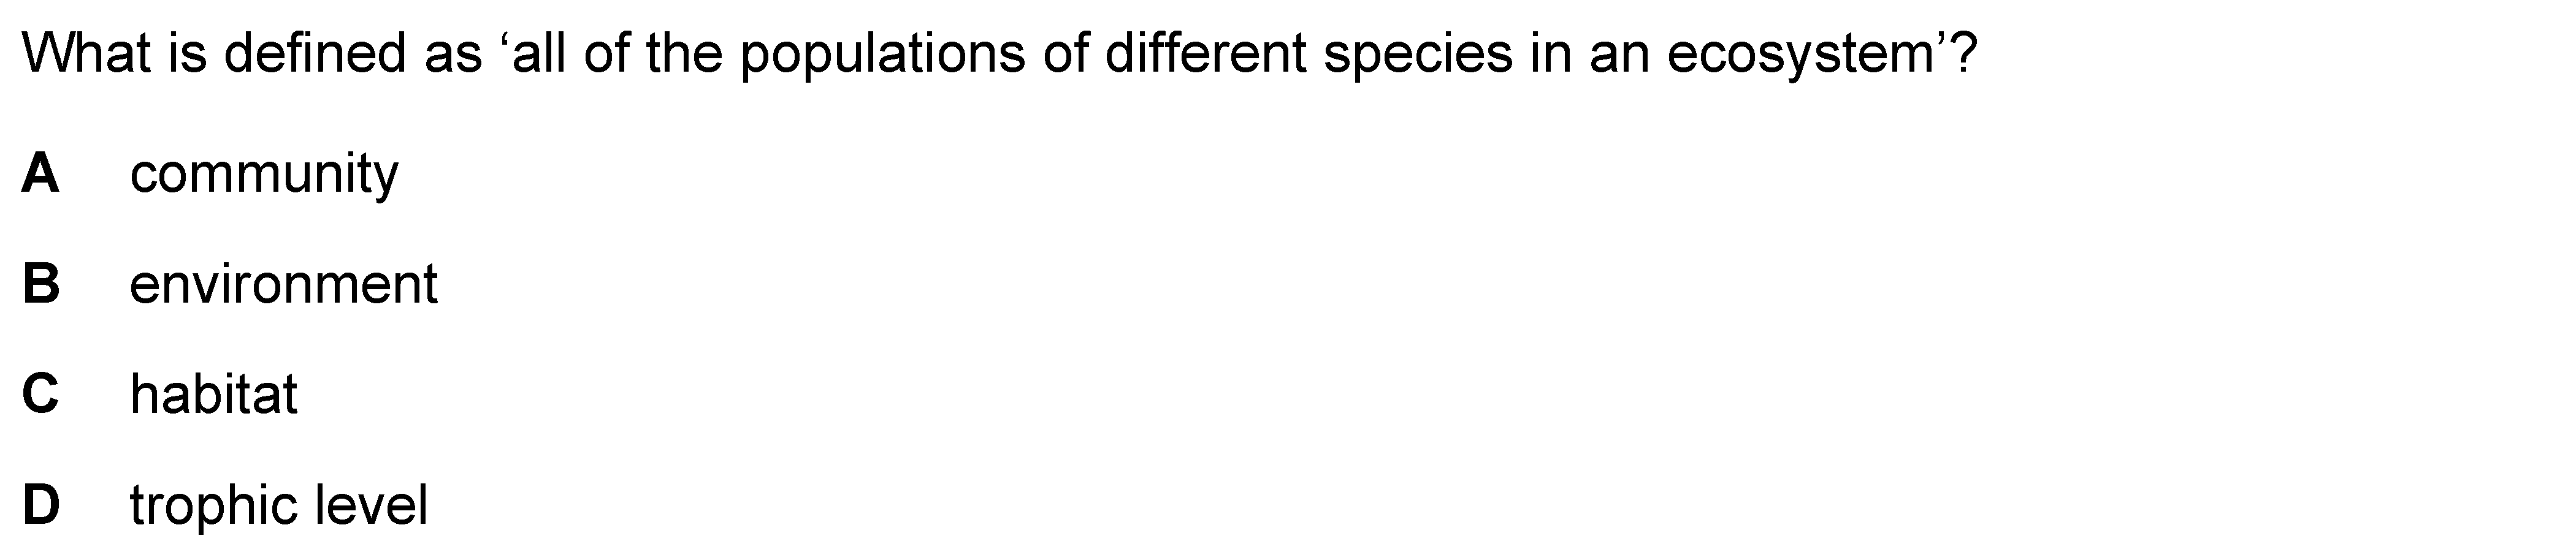 What is defined as ‘all of the populations of different species in an ecosystem’?
A community
B environment
C habitat
D trophic level